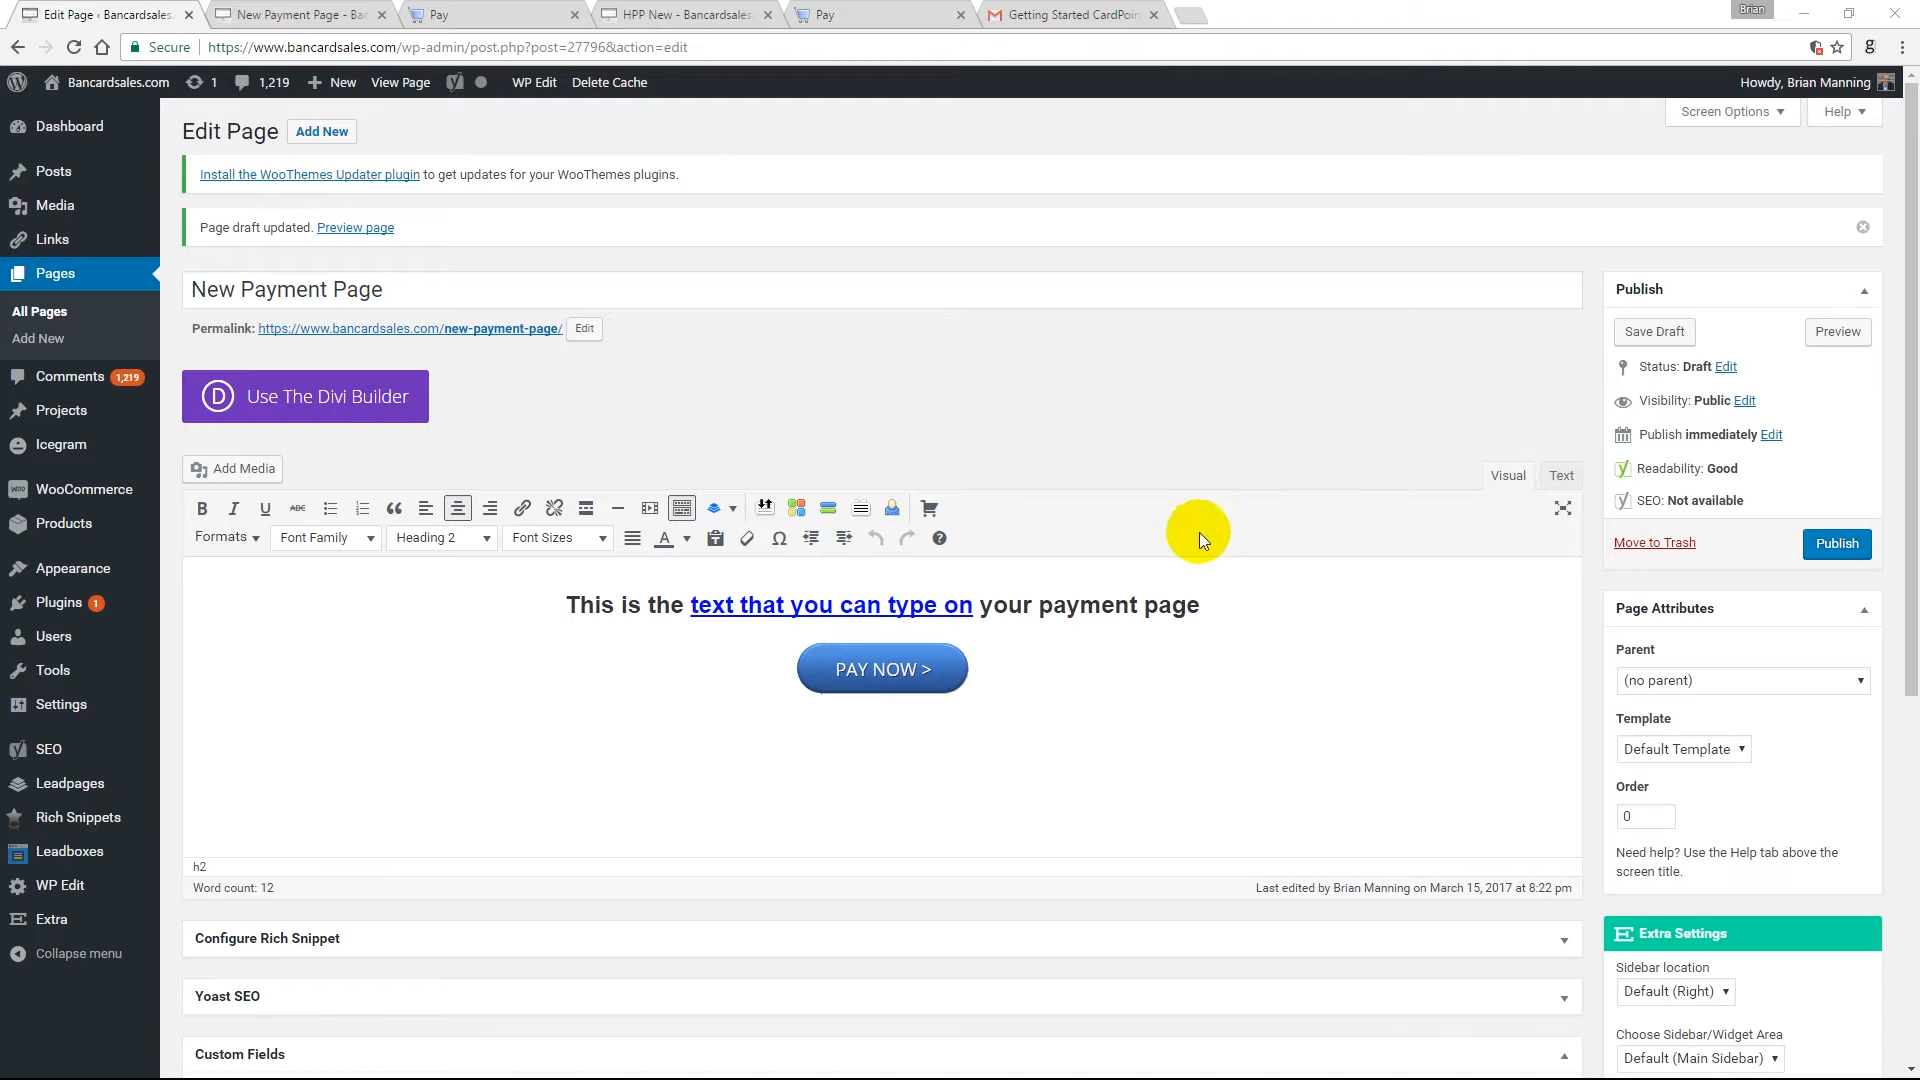 Edit Page ‹ Bancardsales.
New Payment Page - Ban
Pay
HPP New - Bancardsales.
Pay
Getting Started CardPoin
Brian
Secure
https://www.bancardsales.com/wp-admin/post.php?post=27796&action=edit
Bancardsales.com
1
1,219
New
View Page
WP Edit
Delete Cache
Howdy, Brian Manning
Dashboard
Posts
Media
Links
Pages
All Pages
Add New
Comments 1,219
Projects
Icegram
WooCommerce
Products
Appearance
Plugins 1
Users
Tools
Settings
SEO
Leadpages
Rich Snippets
Leadboxes
WP Edit
Extra
Collapse menu
Screen Options
Help
Edit Page
Add New
Install the WooThemes Updater plugin to get updates for your WooThemes plugins.
Page draft updated. Preview page
New Payment Page
Permalink: https://www.bancardsales.com/new-payment-page/
Edit
Use The Divi Builder
Add Media
Visual
Text
B I U ABC
Formats
Font Family
Heading 2
Font Sizes
A
Ω
This is the text that you can type on your payment page
PAY NOW >
h2
Word count: 12
Last edited by Brian Manning on March 15, 2017 at 8:22 pm
Configure Rich Snippet
Yoast SEO
Custom Fields
Publish
Save Draft
Preview
Status: Draft Edit
Visibility: Public Edit
Publish immediately Edit
Readability: Good
SEO: Not available
Move to Trash
Publish
Page Attributes
Parent
(no parent)
Template
Default Template
Order
0
Need help? Use the Help tab above the
screen title.
Extra Settings
Sidebar location
Default (Right)
Choose Sidebar/Widget Area
Default (Main Sidebar)